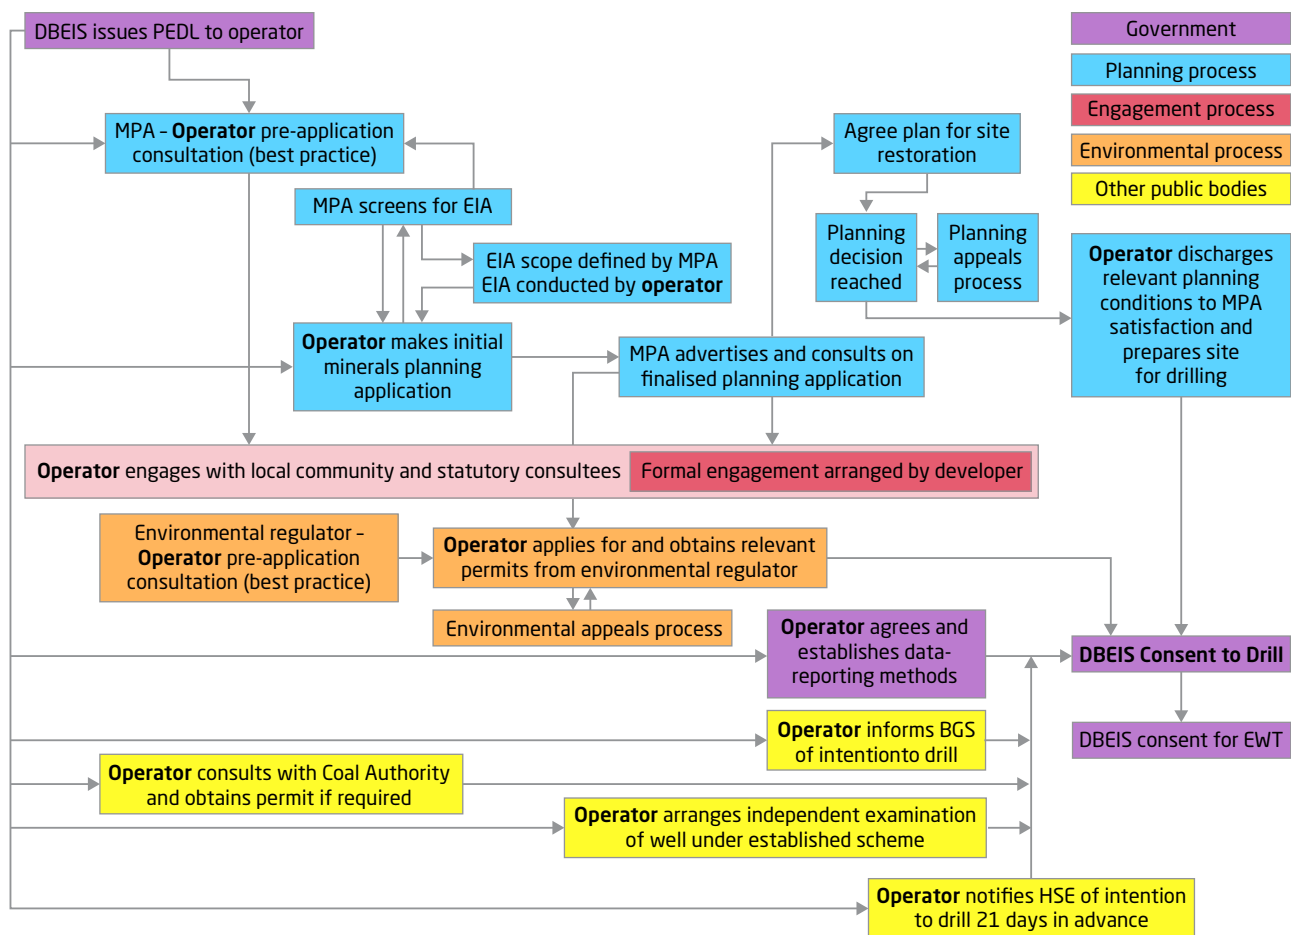 DBEIS issues PEDL to operator
Government
Planning process
Engagement process
Environmental process
Other public bodies
MPA – Operator pre-application
consultation (best practice)
Agree plan for site
restoration
MPA screens for EIA
EIA scope defined by MPA
EIA conducted by operator
Planning
decision
reached
Planning
appeals
process
Operator discharges
relevant planning
conditions to MPA
satisfaction and
prepares site
for drilling
Operator makes initial
minerals planning
application
MPA advertises and consults on
finalised planning application
Operator engages with local community and statutory consultees
Formal engagement arranged by developer
Environmental regulator –
Operator pre-application
consultation (best practice)
Operator applies for and obtains relevant
permits from environmental regulator
Environmental appeals process
Operator agrees and
establishes data-
reporting methods
DBEIS Consent to Drill
Operator informs BGS
of intentionto drill
DBEIS consent for EWT
Operator consults with Coal Authority
and obtains permit if required
Operator arranges independent examination
of well under established scheme
Operator notifies HSE of intention
to drill 21 days in advance